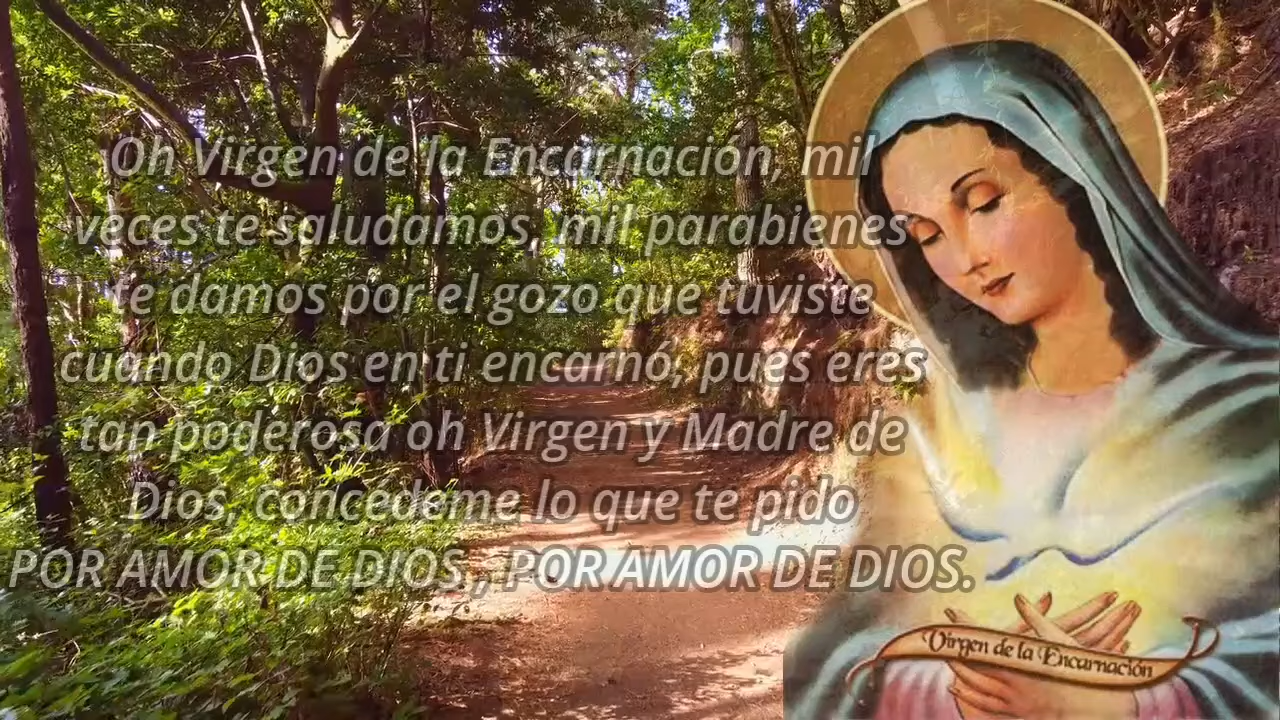 Oh Virgen de la Encarnación, mil
veces te saludamos, mil parabienes
te damos por el gozo que tuviste
cuando Dios en ti encarnó, pues eres
tan poderosa oh Virgen y Madre de
Dios, concedeme lo que te pido
POR AMOR DE DIOS, , POR AMOR DE DIOS.
Virgen de la Encarnación